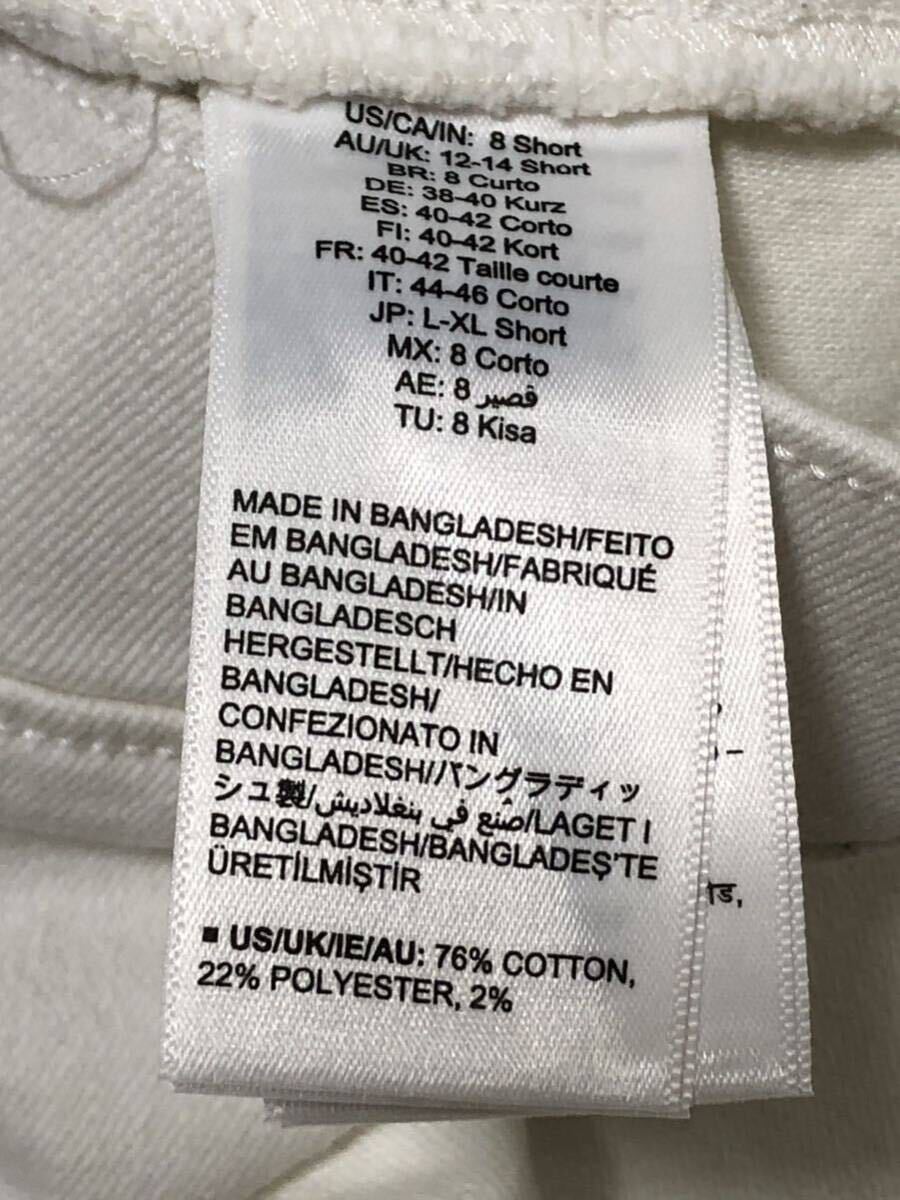 US/CA/IN: 8 Short
AU/UK: 12-14 Short
BR: 8 Curto
DE: 38-40 Kurz
ES: 40-42 Corto
FI: 40-42 Kort
FR: 40-42 Taille courte
IT: 44-46 Corto
JP: L-XL Short
MX: 8 Corto
AE: 8 قصير
TU: 8 Kisa
MADE IN BANGLADESH/FEITO
EM BANGLADESH/FABRIQUÉ
AU BANGLADESH/IN
BANGLADESCH
HERGESTELLT/HECHO EN
BANGLADESH/
CONFEZIONATO IN
BANGLADESH/バングラディッ
シュ製/صُنع في بنغلاديش/LAGET I
BANGLADESH/BANGLADEŞ'TE
ÜRETİLMİŞTİR
■ US/UK/IE/AU: 76% COTTON,
22% POLYESTER, 2%